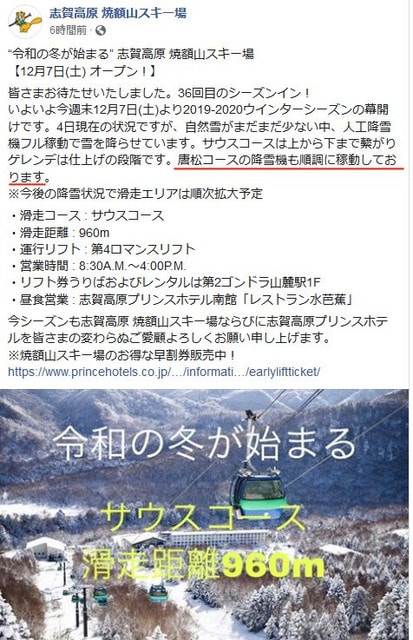 志賀高原 焼額山スキー場
6時間前
“令和の冬が始まる” 志賀高原 焼額山スキー場
【12月7日(土) オープン！】
皆さまお待たせいたしました。36回目のシーズンイン！
いよいよ今週末12月7日(土)より2019-2020ウインターシーズンの幕開
けです。4日現在の状況ですが、自然雪がまだまだ少ない中、人工降雪
機フル稼動で雪を降らせています。サウスコースは上から下まで繋がり
ゲレンデは仕上げの段階です。唐松コースの降雪機も順調に稼動してお
ります。
※今後の降雪状況で滑走エリアは順次拡大予定
・滑走コース : サウスコース
・滑走距離 : 960m
・運行リフト : 第4ロマンスリフト
・営業時間 : 8:30A.M.～4:00P.M.
・リフト券うりばおよびレンタルは第2ゴンドラ山麓駅1F
・昼食営業 : 志賀高原プリンスホテル南館「レストラン水芭蕉」
今シーズンも志賀高原 焼額山スキー場ならびに志賀高原プリンスホテ
ルを皆さまの変わらぬご愛顧よろしくお願い申し上げます。
※焼額山スキー場のお得な早割券販売中！
https://www.princehotels.co.jp/…/informati…/earlyliftticket/
令和の冬が始まる
サウスコース
滑走距離960m